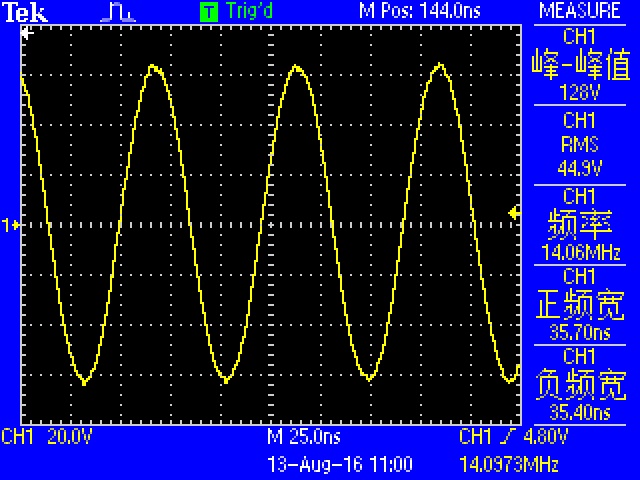 Tek T Trig'd M Pos: 144.0ns MEASURE
CH1
峰-峰值
128V
CH1
RMS
44.9V
CH1
频率
14.06MHz
CH1
正频宽
35.70ns
CH1
负频宽
35.40ns
1
CH1 20.0V M 25.0ns CH1 4.80V
13-Aug-16 11:00 14.0973MHz